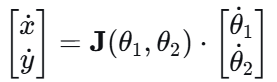 [ẋ ẏ] = J(θ₁, θ₂) · [θ̇₁ θ̇₂]